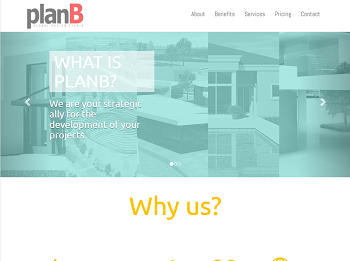 planB
About Benefits Services Pricing Contact
WHAT IS
PLANB?
We are your strategic
ally for the
development of your
projects
Why us?